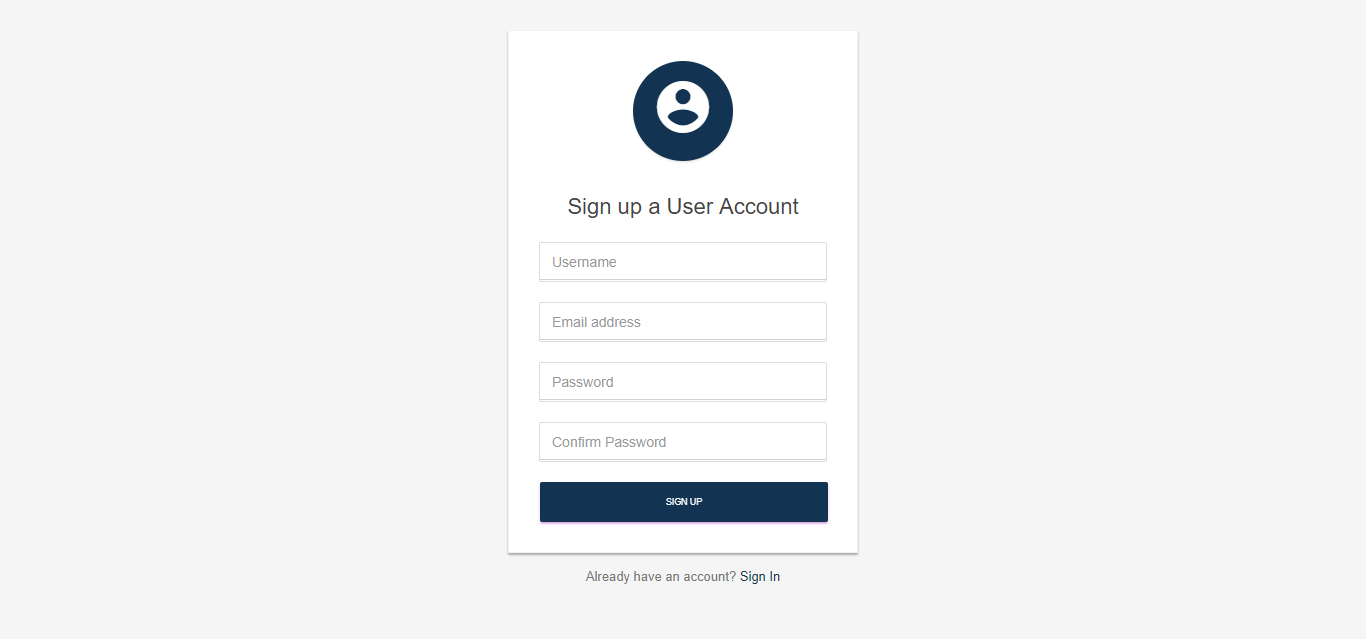 Sign up a User Account
Username
Email address
Password
Confirm Password
SIGN UP
Already have an account? Sign In